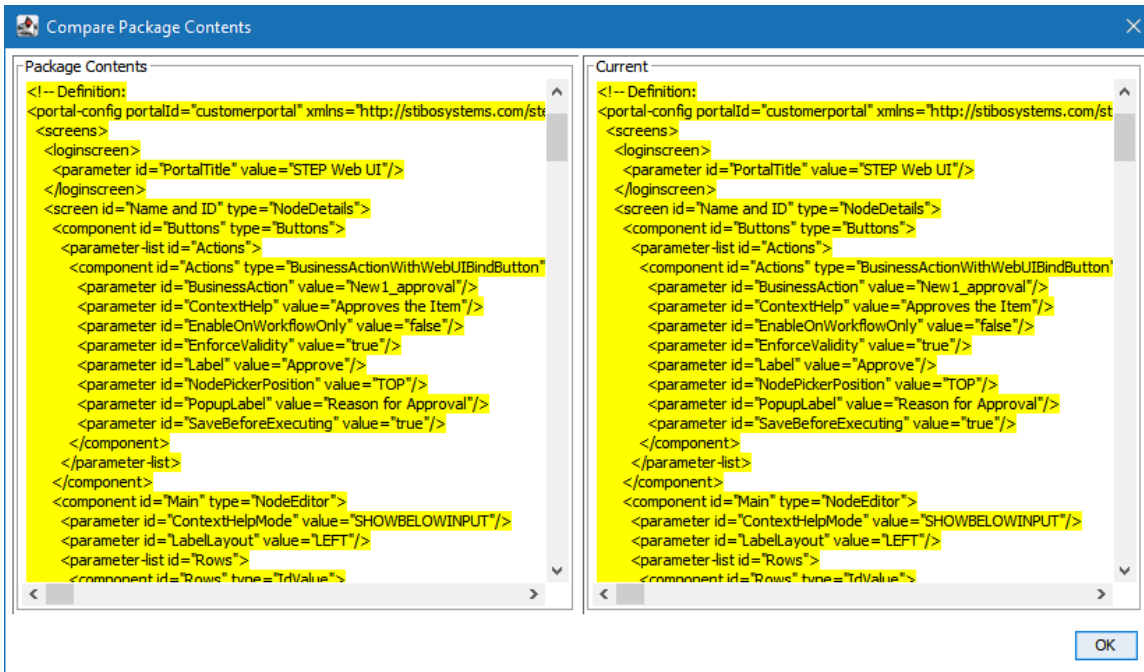 Compare Package Contents
Package Contents
<!-- Definition:
<portal-config portalId="customerportal" xmlns="http://stibosystems.com/ste
<screens>
<loginscreen>
<parameter id="PortalTitle" value="STEP Web UI"/>
</loginscreen>
<screen id="Name and ID" type="NodeDetails">
<component id="Buttons" type="Buttons">
<parameter-list id="Actions">
<component id="Actions" type="BusinessActionWithWebUIBindButton"
<parameter id="BusinessAction" value="New1_approval"/>
<parameter id="ContextHelp" value="Approves the Item"/>
<parameter id="EnableOnWorkflowOnly" value="false"/>
<parameter id="EnforceValidity" value="true"/>
<parameter id="Label" value="Approve"/>
<parameter id="NodePickerPosition" value="TOP"/>
<parameter id="PopupLabel" value="Reason for Approval"/>
<parameter id="SaveBeforeExecuting" value="true"/>
</component>
</parameter-list>
</component>
<component id="Main" type="NodeEditor">
<parameter id="ContextHelpMode" value="SHOWBELOWINPUT"/>
<parameter id="LabelLayout" value="LEFT"/>
<parameter-list id="Rows">
<component id="Rows" type="IdValue">
Current
<!-- Definition:
<portal-config portalId="customerportal" xmlns="http://stibosystems.com/st
<screens>
<loginscreen>
<parameter id="PortalTitle" value="STEP Web UI"/>
</loginscreen>
<screen id="Name and ID" type="NodeDetails">
<component id="Buttons" type="Buttons">
<parameter-list id="Actions">
<component id="Actions" type="BusinessActionWithWebUIBindButton"
<parameter id="BusinessAction" value="New1_approval"/>
<parameter id="ContextHelp" value="Approves the Item"/>
<parameter id="EnableOnWorkflowOnly" value="false"/>
<parameter id="EnforceValidity" value="true"/>
<parameter id="Label" value="Approve"/>
<parameter id="NodePickerPosition" value="TOP"/>
<parameter id="PopupLabel" value="Reason for Approval"/>
<parameter id="SaveBeforeExecuting" value="true"/>
</component>
</parameter-list>
</component>
<component id="Main" type="NodeEditor">
<parameter id="ContextHelpMode" value="SHOWBELOWINPUT"/>
<parameter id="LabelLayout" value="LEFT"/>
<parameter-list id="Rows">
<component id="Rows" type="IdValue">
OK